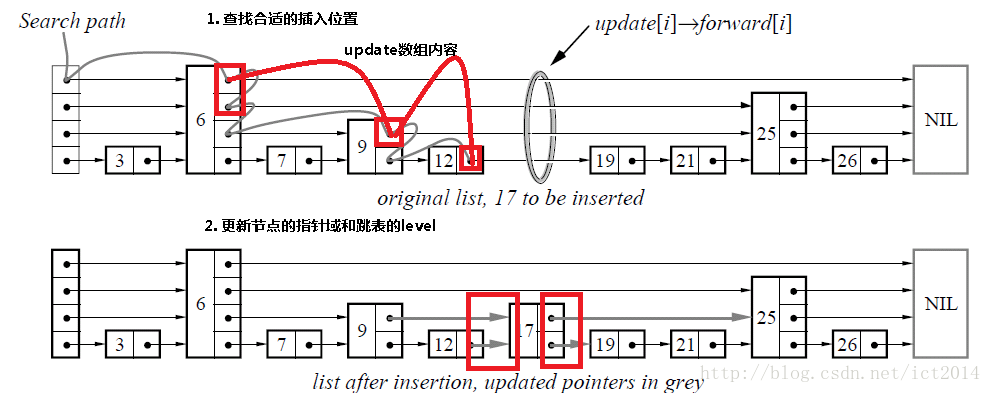 Search path
1. 查找合适的插入位置
update[i]→forward[i]
update数组内容
6
NIL
25
9
3
7
12
19
21
26
original list, 17 to be inserted
2. 更新节点的指针域和跳表的level
6
NIL
25
9
17
3
7
12
19
21
26
list after insertion, updated pointers in grey
http://blog.csdn.net/ict2014